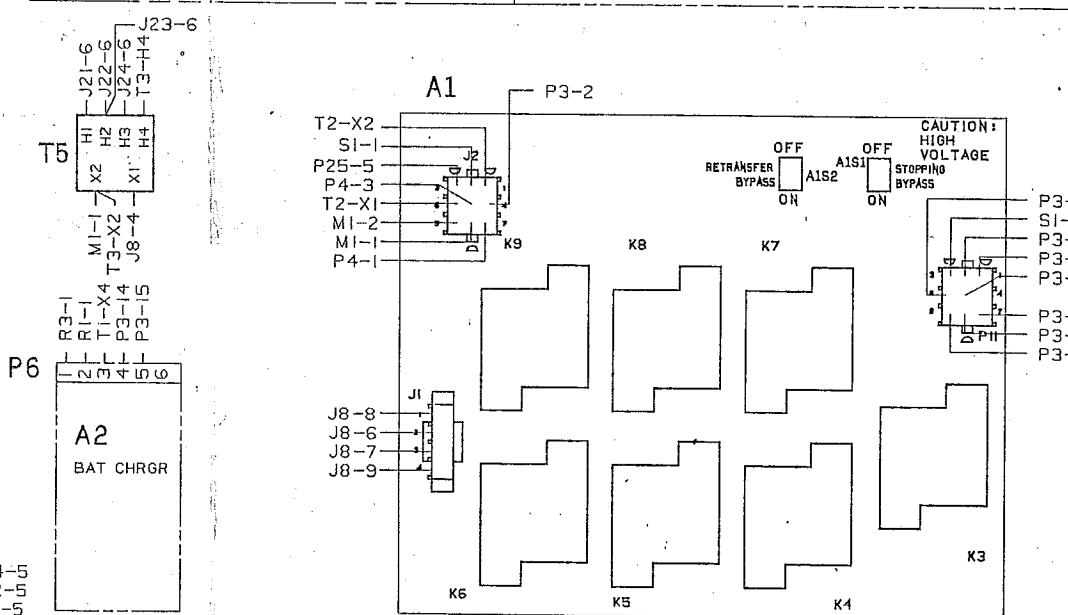 J23-6
J21-6
J22-6
J24-6
T3-H4
T5
H1
H2
H3
H4
X2
X1
M1-1
T3-X2
J8-4
R3-1
R1-1
T1-X4
P3-14
P3-15
P6
1
2
3
4
5
6
A2
BAT CHRGR
2-5
-5
A1
P3-2
T2-X2
S1-1
P25-5
P4-3
T2-X1
M1-2
M1-1
P4-1
J2
K9
K8
K7
OFF
RETRANSFER
BYPASS
A1S2
ON
OFF
A1S1
STOPPING
BYPASS
ON
CAUTION:
HIGH
VOLTAGE
P3-
S1-
P3-
P3-
P3-
P3-
P3-
P3-
P11
J1
J8-8
J8-6
J8-7
J8-9
K6
K5
K4
K3